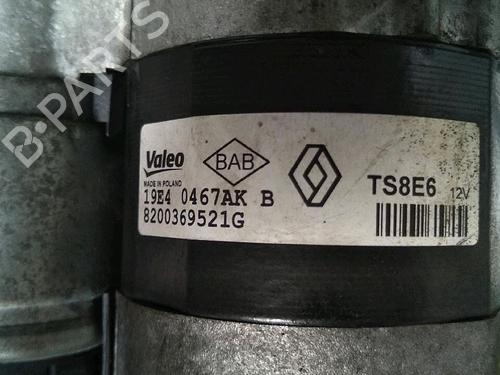 B-PARTS
Valeo
BAB
MADE IN POLAND
19E4 0467AK B
8200369521G
TS8E6
12V